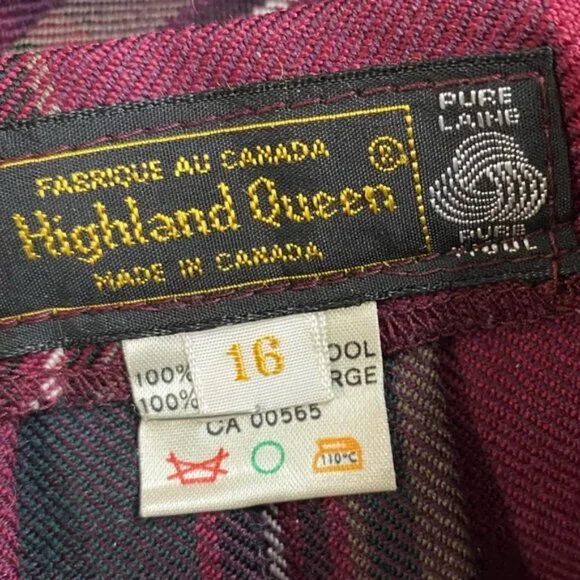 FABRIQUE AU CANADA
Highland Queen ®
MADE IN CANADA
PURE
LAINE
PURE
WOOL
16
100% OOL
100% RGE
CA 00565
110°C